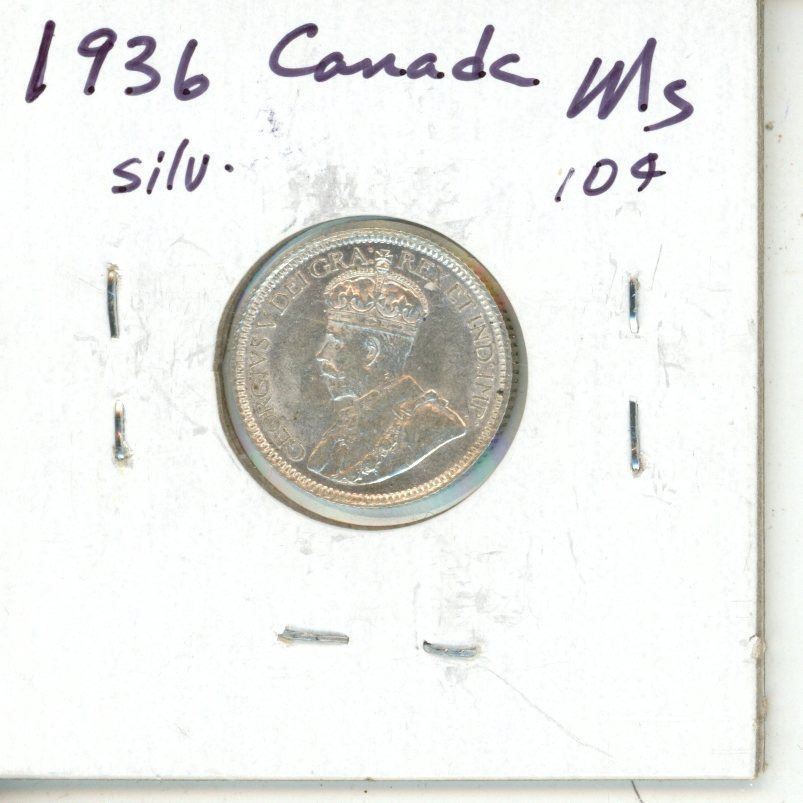 1936 Canada MS
silv. 10¢
GEORGIVS V DEI GRA: REX ET IND: IMP: